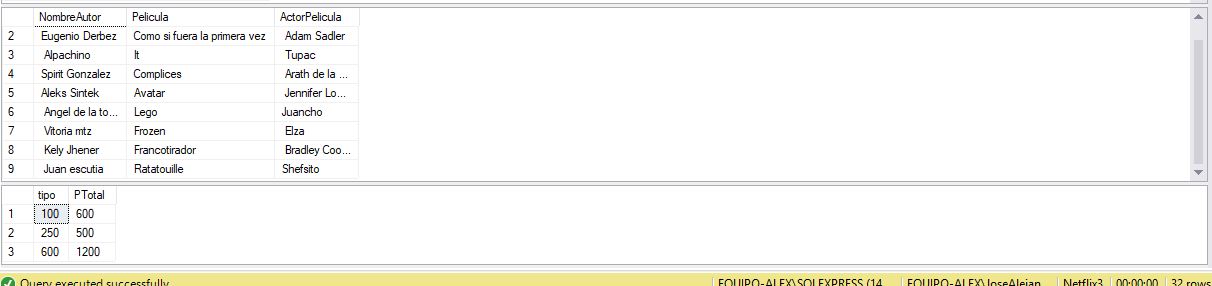 NombreAutor Pelicula ActorPelicula
2 Eugenio Derbez Como si fuera la primera vez Adam Sadler
3 Alpachino It Tupac
4 Spirit Gonzalez Complices Arath de la ...
5 Aleks Sintek Avatar Jennifer Lo...
6 Angel de la to... Lego Juancho
7 Vitoria mtz Frozen Elza
8 Kely Jhener Francotirador Bradley Coo...
9 Juan escutia Ratatouille Shefsito
tipo PTotal
1 100 600
2 250 500
3 600 1200
Query executed successfully. EQUIPO-ALEX\SQLEXPRESS (14... EQUIPO-ALEX\JoseAlejan... Netflix3 00:00:00 32 rows